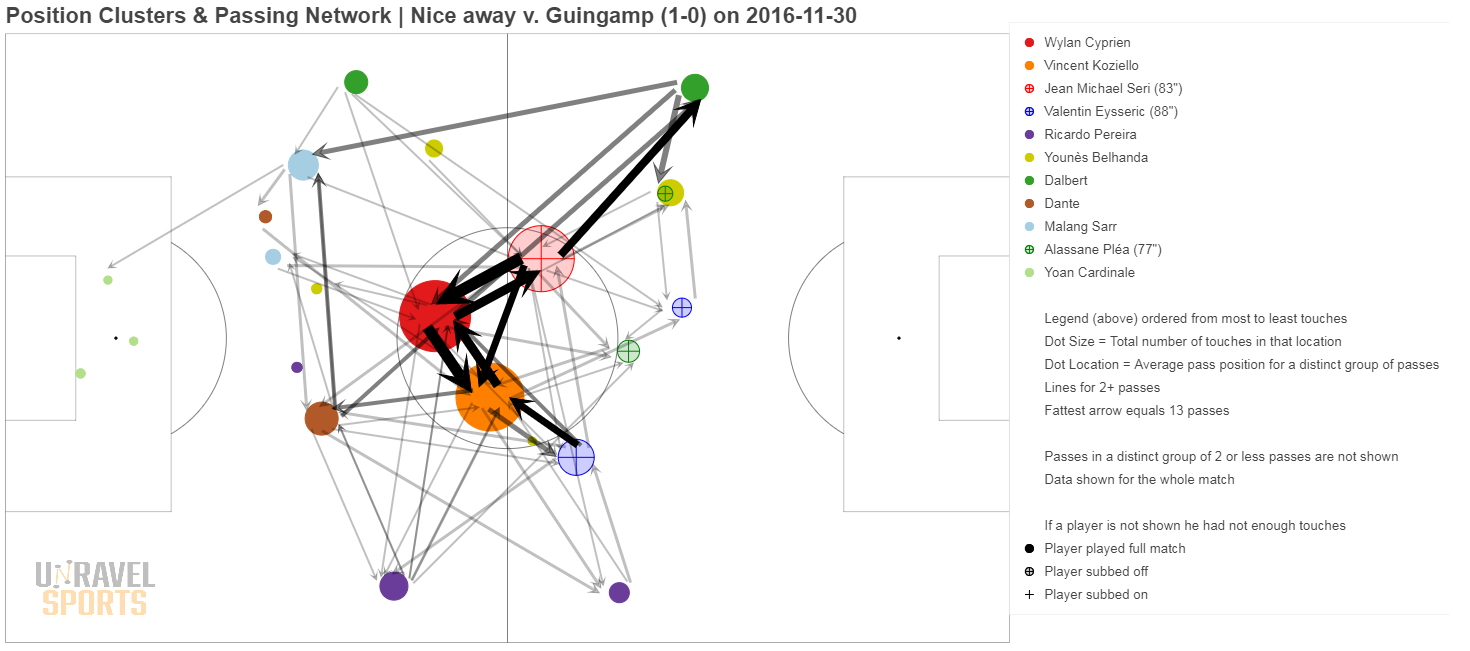 Position Clusters & Passing Network | Nice away v. Guingamp (1-0) on 2016-11-30
Wylan Cyprien
Vincent Koziello
Jean Michael Seri (83")
Valentin Eysseric (88")
Ricardo Pereira
Younès Belhanda
Dalbert
Dante
Malang Sarr
Alassane Pléa (77")
Yoan Cardinale
Legend (above) ordered from most to least touches
Dot Size = Total number of touches in that location
Dot Location = Average pass position for a distinct group of passes
Lines for 2+ passes
Fattest arrow equals 13 passes
Passes in a distinct group of 2 or less passes are not shown
Data shown for the whole match
If a player is not shown he had not enough touches
Player played full match
Player subbed off
Player subbed on
UNRAVEL
SPORTS